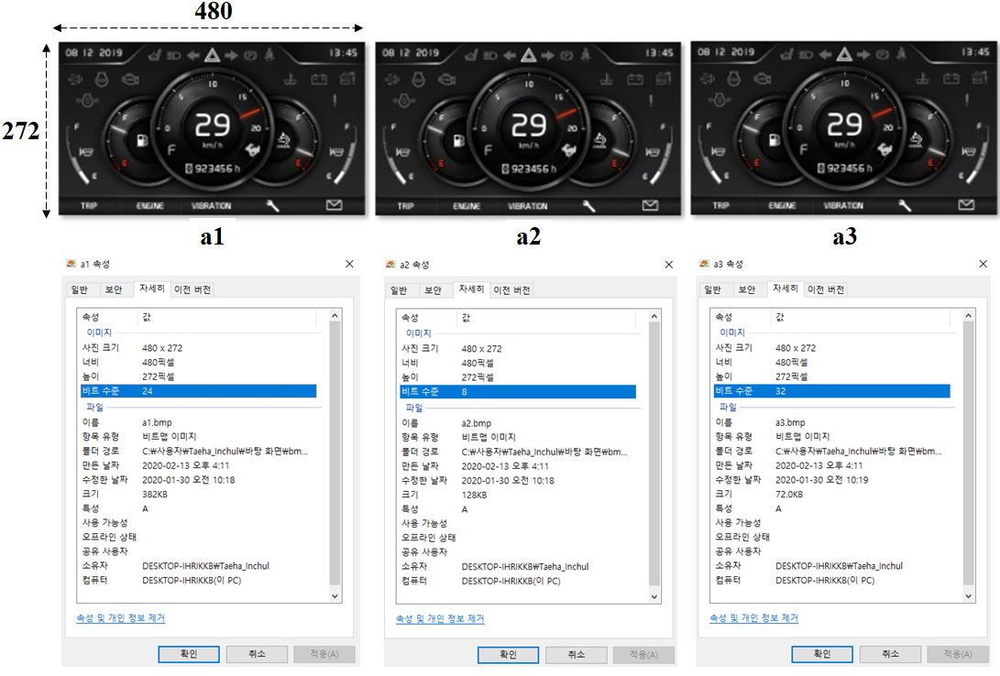 480
272
08 12 2019
13:45
5
10
15
0
20
29
km/h
F
F
E
F
E
F
E
F
E
923456 h
TRIP
ENGINE
VIBRATION
08 12 2019
13:45
5
10
15
0
20
29
km/h
F
F
E
F
E
F
E
F
E
923456 h
TRIP
ENGINE
VIBRATION
08 12 2019
13:45
5
10
15
0
20
29
km/h
F
F
E
F
E
F
E
F
E
923456 h
TRIP
ENGINE
VIBRATION
a1
a2
a3
a1 속성
일반 보안 자세히 이전 버전
속성 값
이미지
사진 크기 480 x 272
너비 480픽셀
높이 272픽셀
비트 수준 24
파일
이름 a1.bmp
항목 유형 비트맵 이미지
폴더 경로 C:₩사용자₩Taeha_Inchul₩바탕 화면₩bm...
만든 날짜 2020-02-13 오후 4:11
수정한 날짜 2020-01-30 오전 10:18
크기 382KB
특성 A
사용 가능성
오프라인 상태
공유 사용자
소유자 DESKTOP-IHRIKKB₩Taeha_Inchul
컴퓨터 DESKTOP-IHRIKKB(이 PC)
속성 및 개인 정보 제거
확인 취소 적용(A)
a2 속성
일반 보안 자세히 이전 버전
속성 값
이미지
사진 크기 480 x 272
너비 480픽셀
높이 272픽셀
비트 수준 8
파일
이름 a2.bmp
항목 유형 비트맵 이미지
폴더 경로 C:₩사용자₩Taeha_Inchul₩바탕 화면₩bm...
만든 날짜 2020-02-13 오후 4:11
수정한 날짜 2020-01-30 오전 10:18
크기 128KB
특성 A
사용 가능성
오프라인 상태
공유 사용자
소유자 DESKTOP-IHRIKKB₩Taeha_Inchul
컴퓨터 DESKTOP-IHRIKKB(이 PC)
속성 및 개인 정보 제거
확인 취소 적용(A)
a3 속성
일반 보안 자세히 이전 버전
속성 값
이미지
사진 크기 480 x 272
너비 480픽셀
높이 272픽셀
비트 수준 32
파일
이름 a3.bmp
항목 유형 비트맵 이미지
폴더 경로 C:₩사용자₩Taeha_Inchul₩바탕 화면₩bm...
만든 날짜 2020-02-13 오후 4:11
수정한 날짜 2020-01-30 오전 10:19
크기 72.0KB
특성 A
사용 가능성
오프라인 상태
공유 사용자
소유자 DESKTOP-IHRIKKB₩Taeha_Inchul
컴퓨터 DESKTOP-IHRIKKB(이 PC)
속성 및 개인 정보 제거
확인 취소 적용(A)